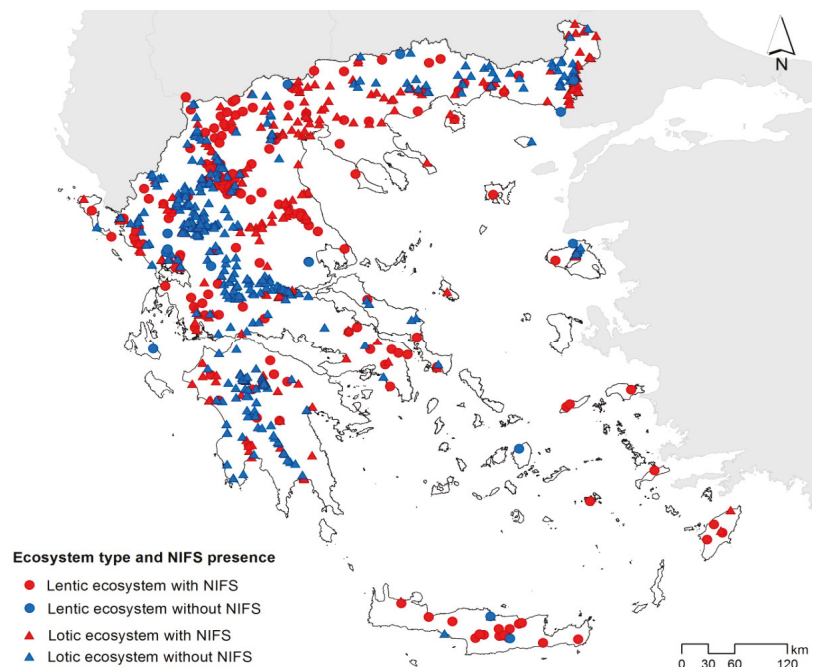 N
Ecosystem type and NIFS presence
Lentic ecosystem with NIFS
Lentic ecosystem without NIFS
Lotic ecosystem with NIFS
Lotic ecosystem without NIFS
km
0 30 60 120